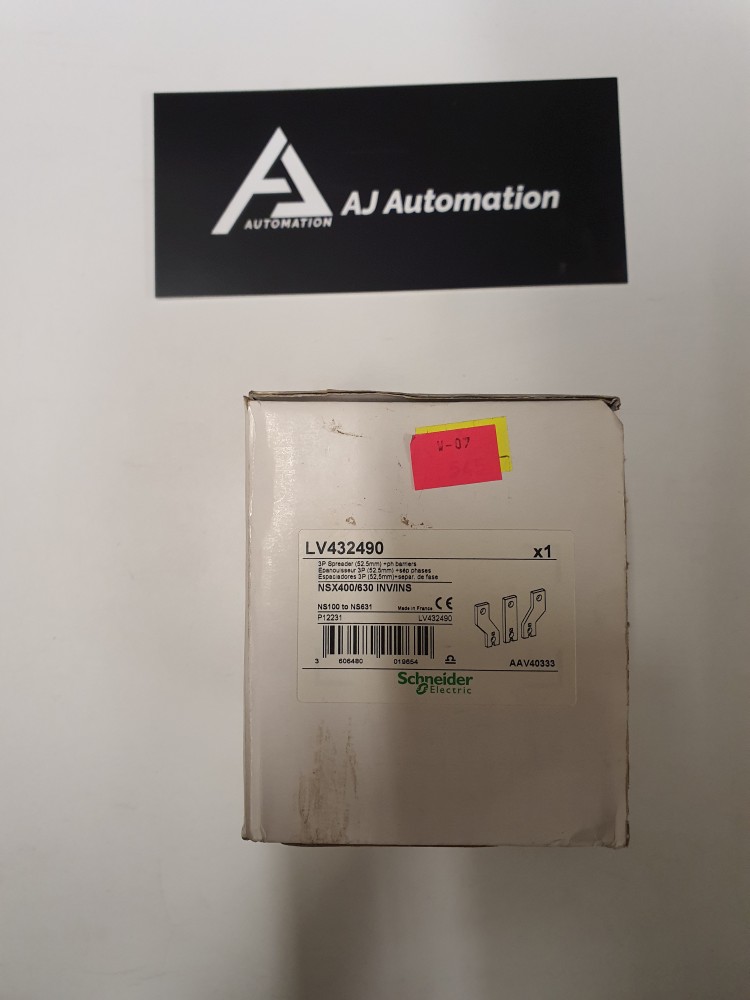 AUTOMATION
AJ Automation
W-07
LV432490 x1
3P Spreader (52,5mm) +ph barriers
Epanouisseur 3P (52,5mm) +sép phases
Espaciadores 3P (52,5mm)+separ. de fase
NSX400/630 INV/INS
NS100 to NS631 Made in France CE
P12231 LV432490
3 606480 019654
AAV40333
Schneider
Electric